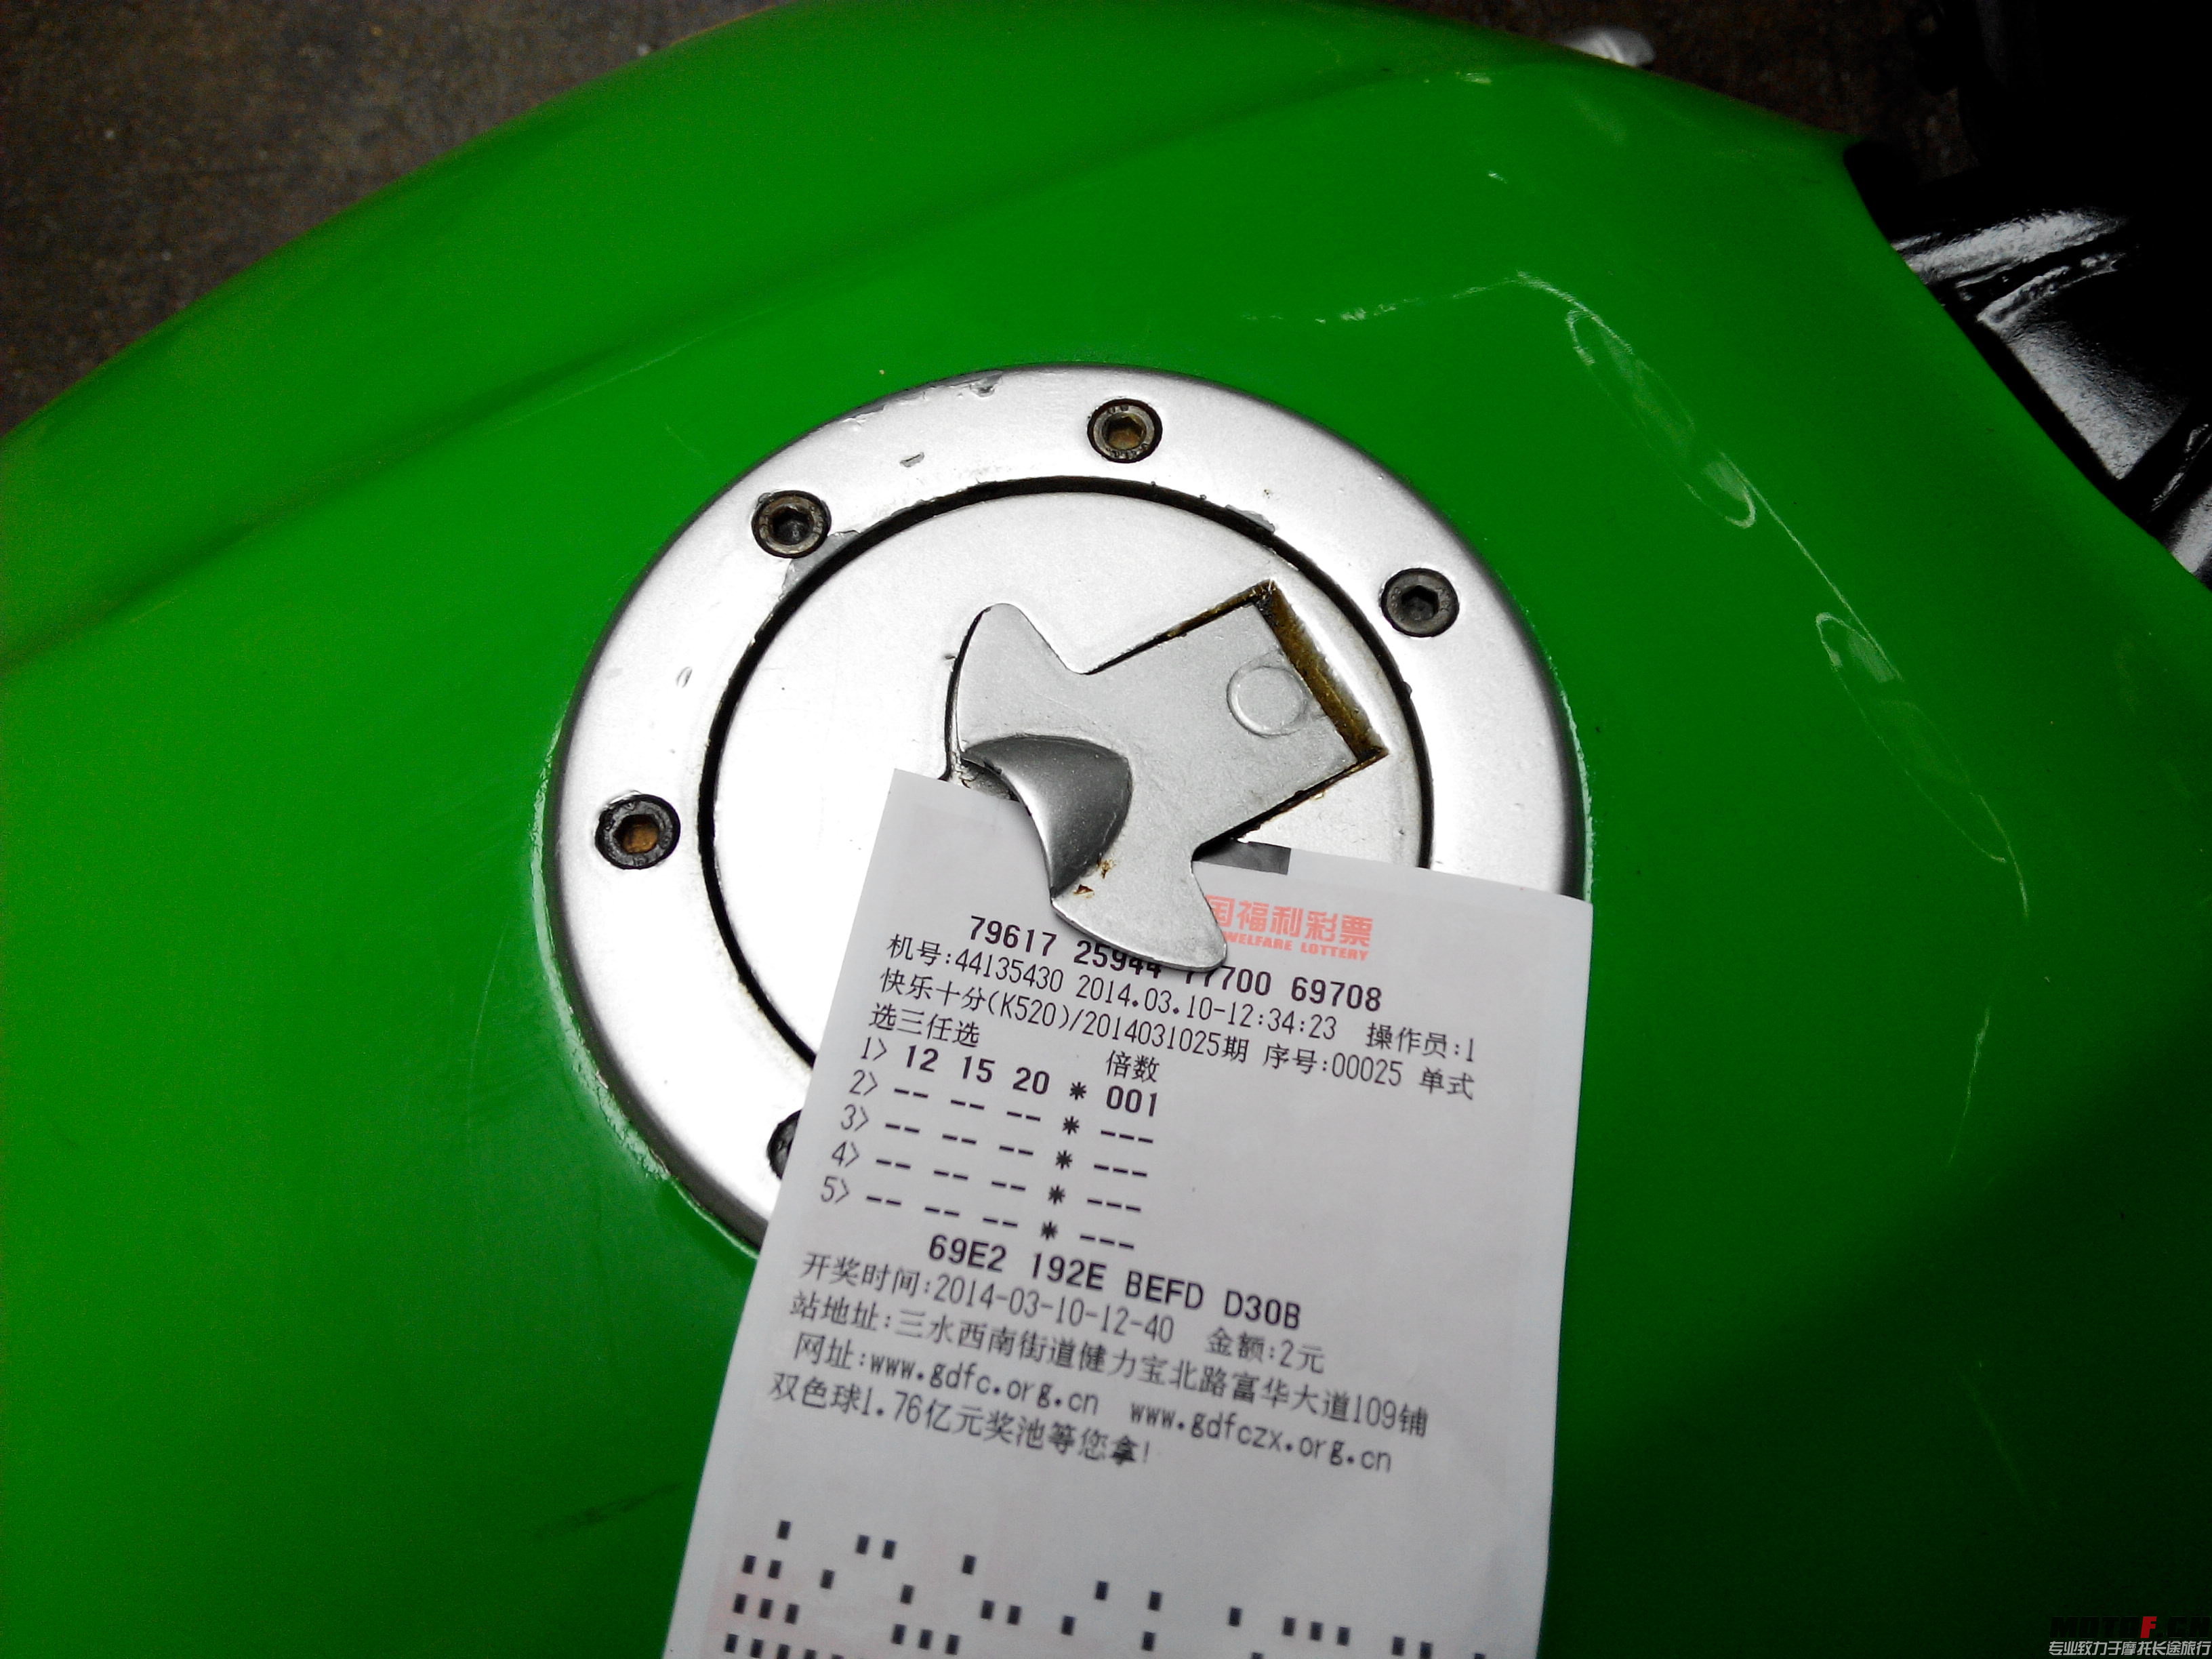 国福利彩票
WELFARE LOTTERY
79617 25944 77700 69708
机号:44135430 2014.03.10-12:34:23 操作员:1
快乐十分(K520)/2014031025期 序号:00025 单式
选三任选 倍数
1> 12 15 20 * 001
2> -- -- -- * ---
3> -- -- -- * ---
4> -- -- -- * ---
5> -- -- -- * ---
69E2 192E BEFD D30B
开奖时间:2014-03-10-12-40 金额:2元
站地址:三水西南街道健力宝北路富华大道109铺
网址:www.gdfc.org.cn www.gdfczx.org.cn
双色球1.76亿元奖池等您拿!
MOTOF.CN
专业致力于摩托长途旅行